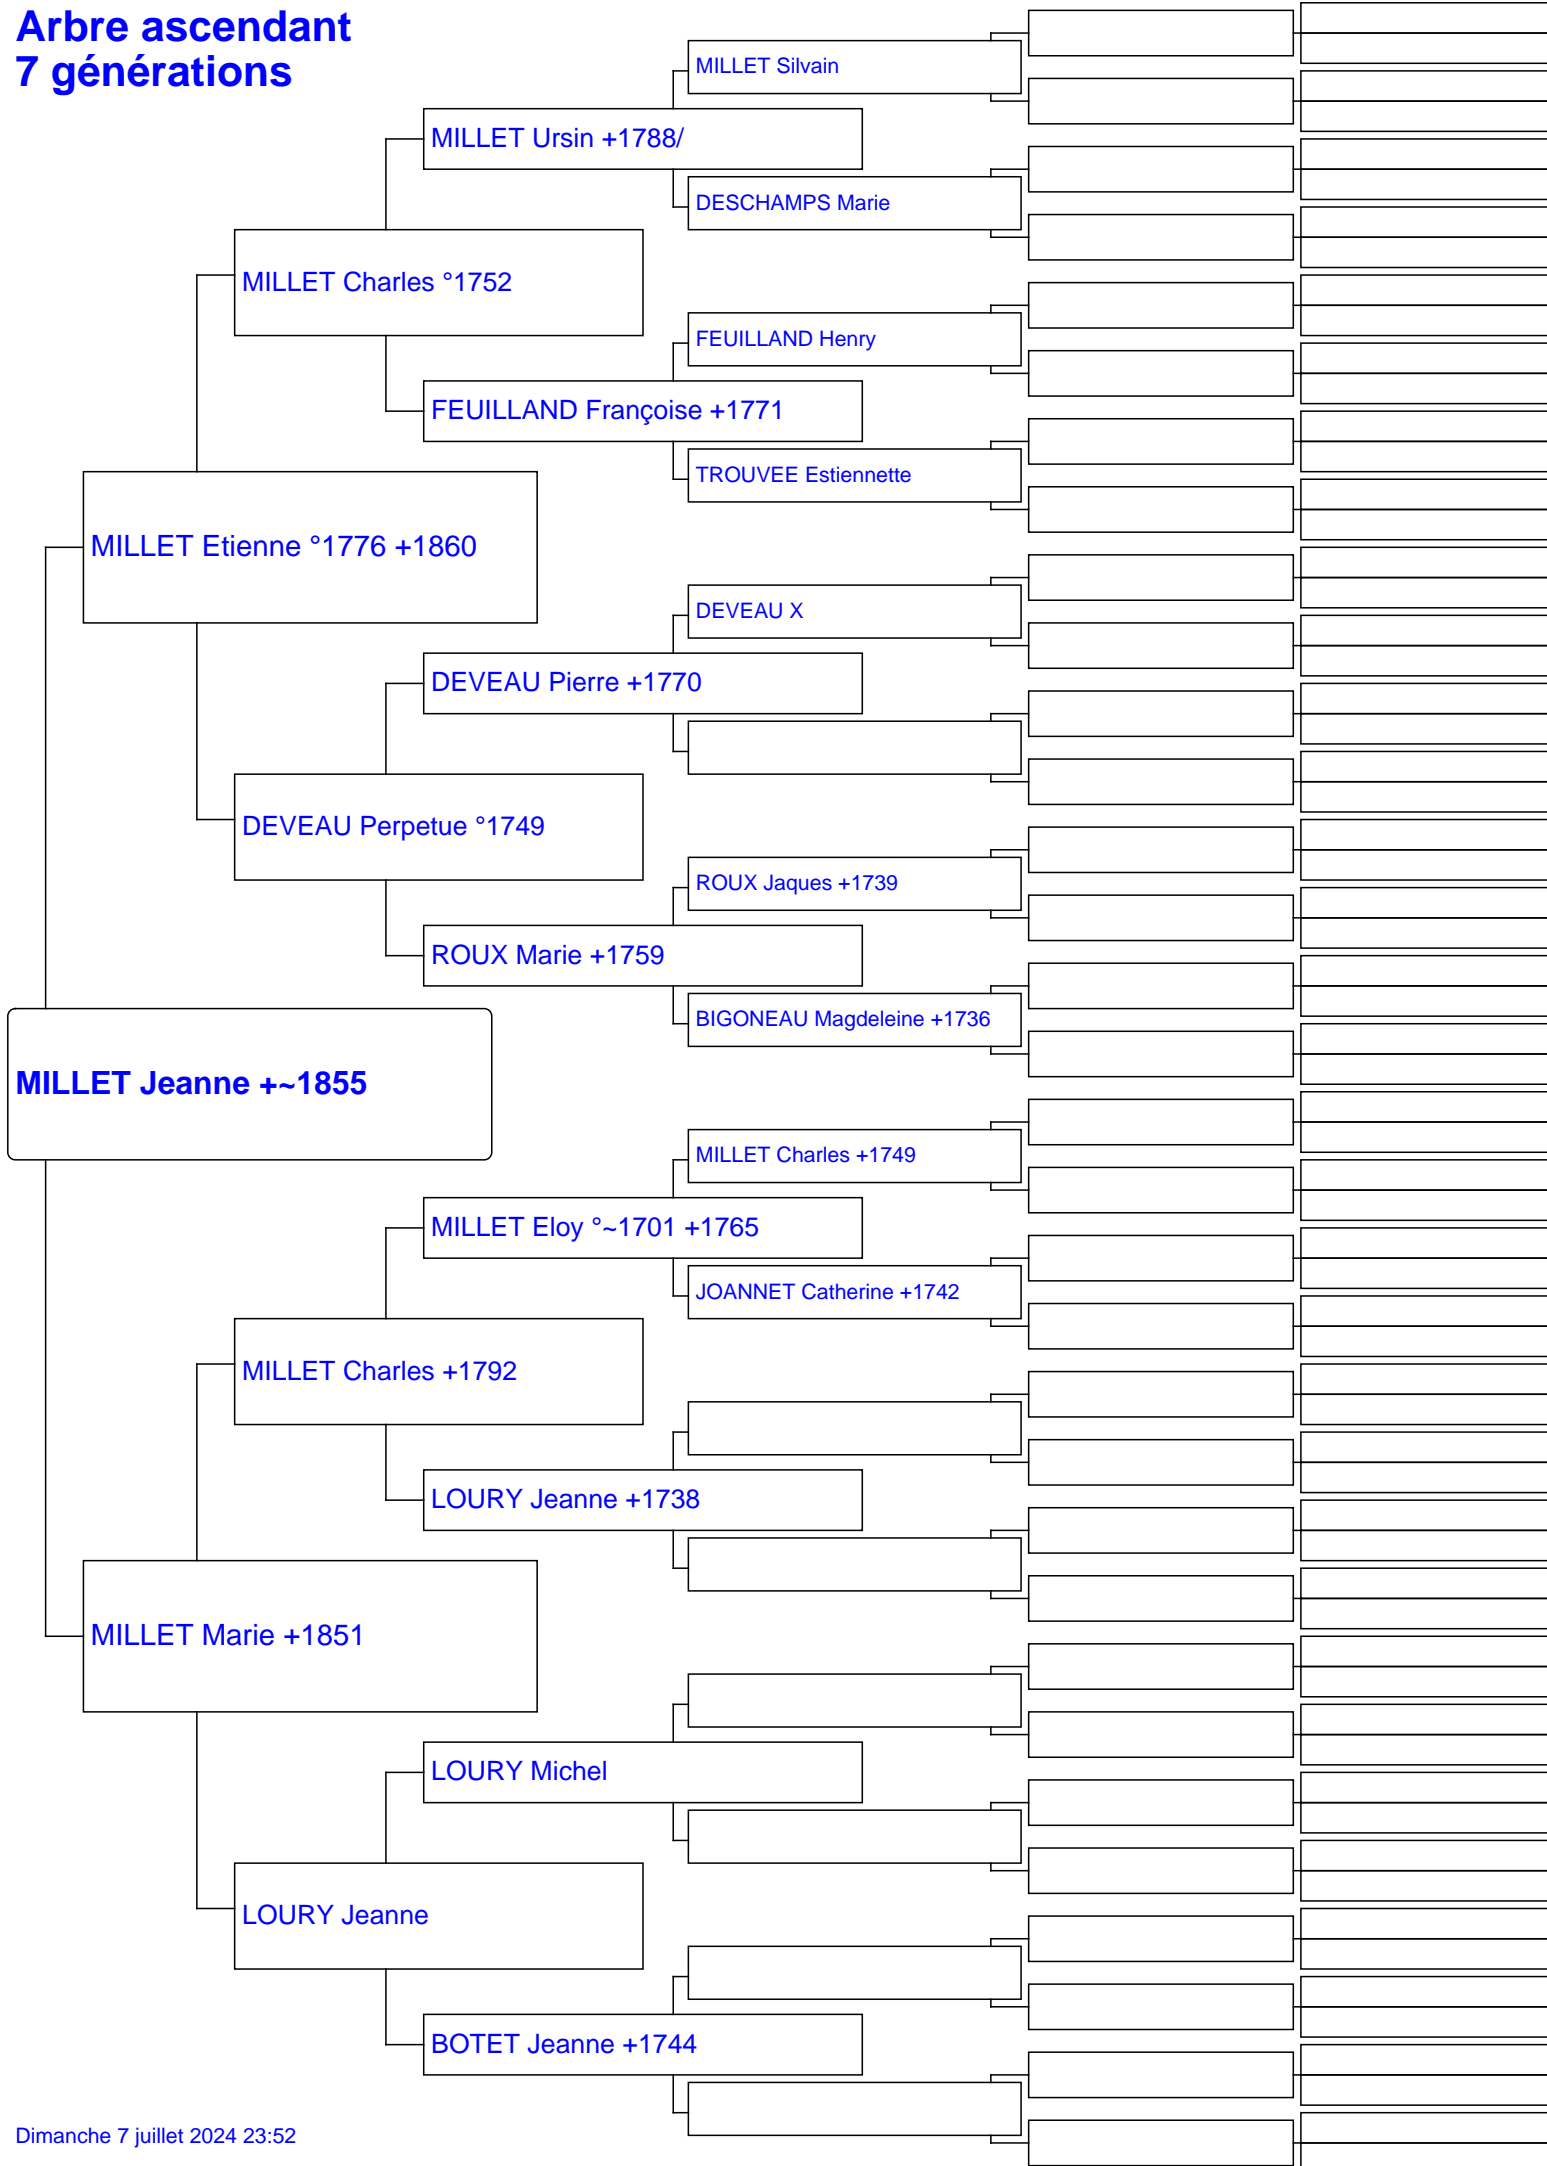 Arbre ascendant
7 générations
MILLET Silvain
MILLET Ursin +1788/
DESCHAMPS Marie
MILLET Charles °1752
FEUILLAND Henry
FEUILLAND Françoise +1771
TROUVEE Estiennette
MILLET Etienne °1776 +1860
DEVEAU X
DEVEAU Pierre +1770
DEVEAU Perpetue °1749
ROUX Jaques +1739
ROUX Marie +1759
BIGONEAU Magdeleine +1736
MILLET Jeanne +~1855
MILLET Charles +1749
MILLET Eloy °~1701 +1765
JOANNET Catherine +1742
MILLET Charles +1792
LOURY Jeanne +1738
MILLET Marie +1851
LOURY Michel
LOURY Jeanne
BOTET Jeanne +1744
Dimanche 7 juillet 2024 23:52